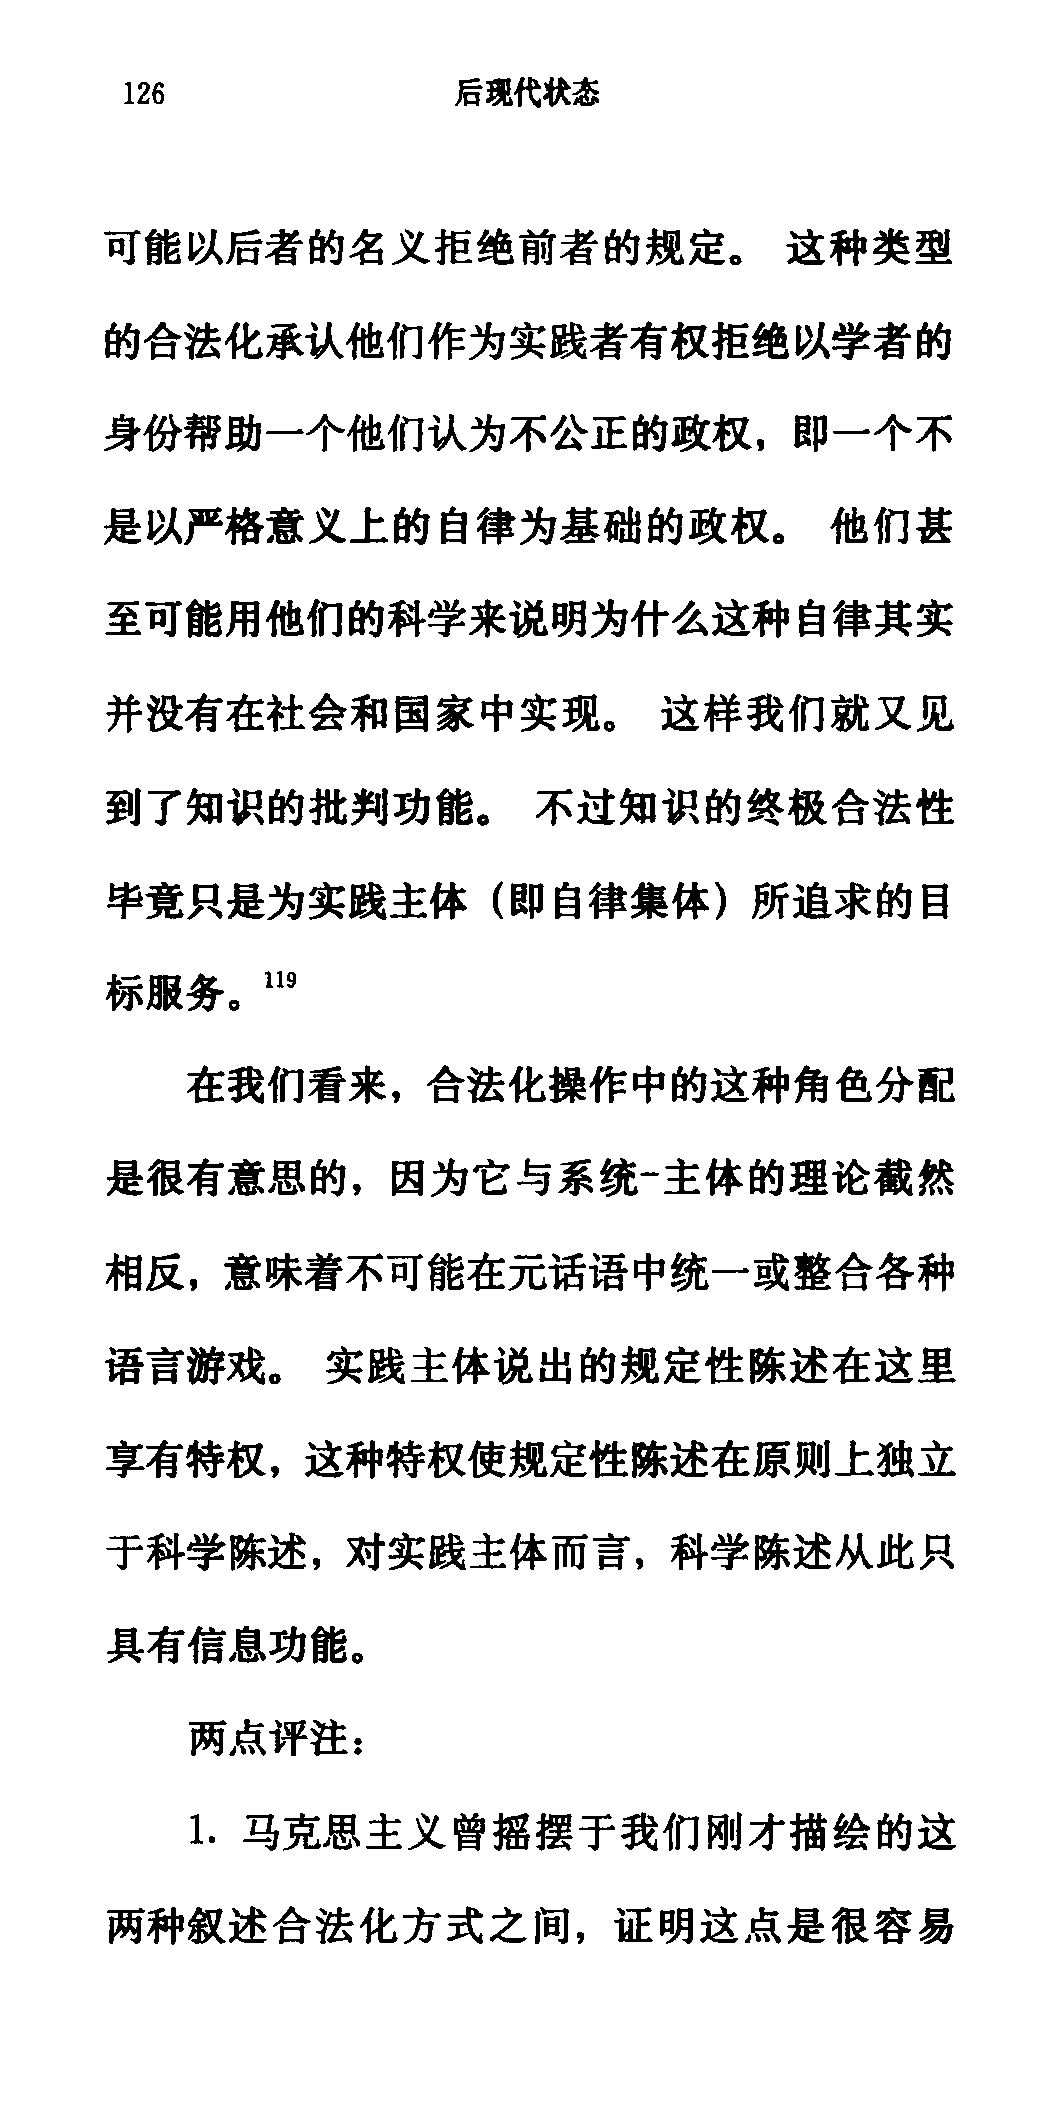 126 后现代状态
可能以后者的名义拒绝前者的规定。 这种类型
的合法化承认他们作为实践者有权拒绝以学者的
身份帮助一个他们认为不公正的政权，即一个不
是以严格意义上的自律为基础的政权。 他们甚
至可能用他们的科学来说明为什么这种自律其实
并没有在社会和国家中实现。 这样我们就又见
到了知识的批判功能。 不过知识的终极合法性
毕竟只是为实践主体（即自律集体）所追求的目
标服务。119
在我们看来，合法化操作中的这种角色分配
是很有意思的，因为它与系统-主体的理论截然
相反，意味着不可能在元话语中统一或整合各种
语言游戏。 实践主体说出的规定性陈述在这里
享有特权，这种特权使规定性陈述在原则上独立
于科学陈述，对实践主体而言，科学陈述从此只
具有信息功能。
两点评注：
1. 马克思主义曾摇摆于我们刚才描绘的这
两种叙述合法化方式之间，证明这点是很容易